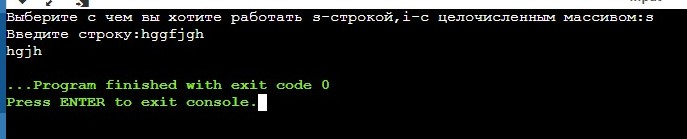 Выберите с чем вы хотите работать s-строкой,i-с целочисленным массивом:s
Введите строку:hggfjgh
hgjh
...Program finished with exit code 0
Press ENTER to exit console.